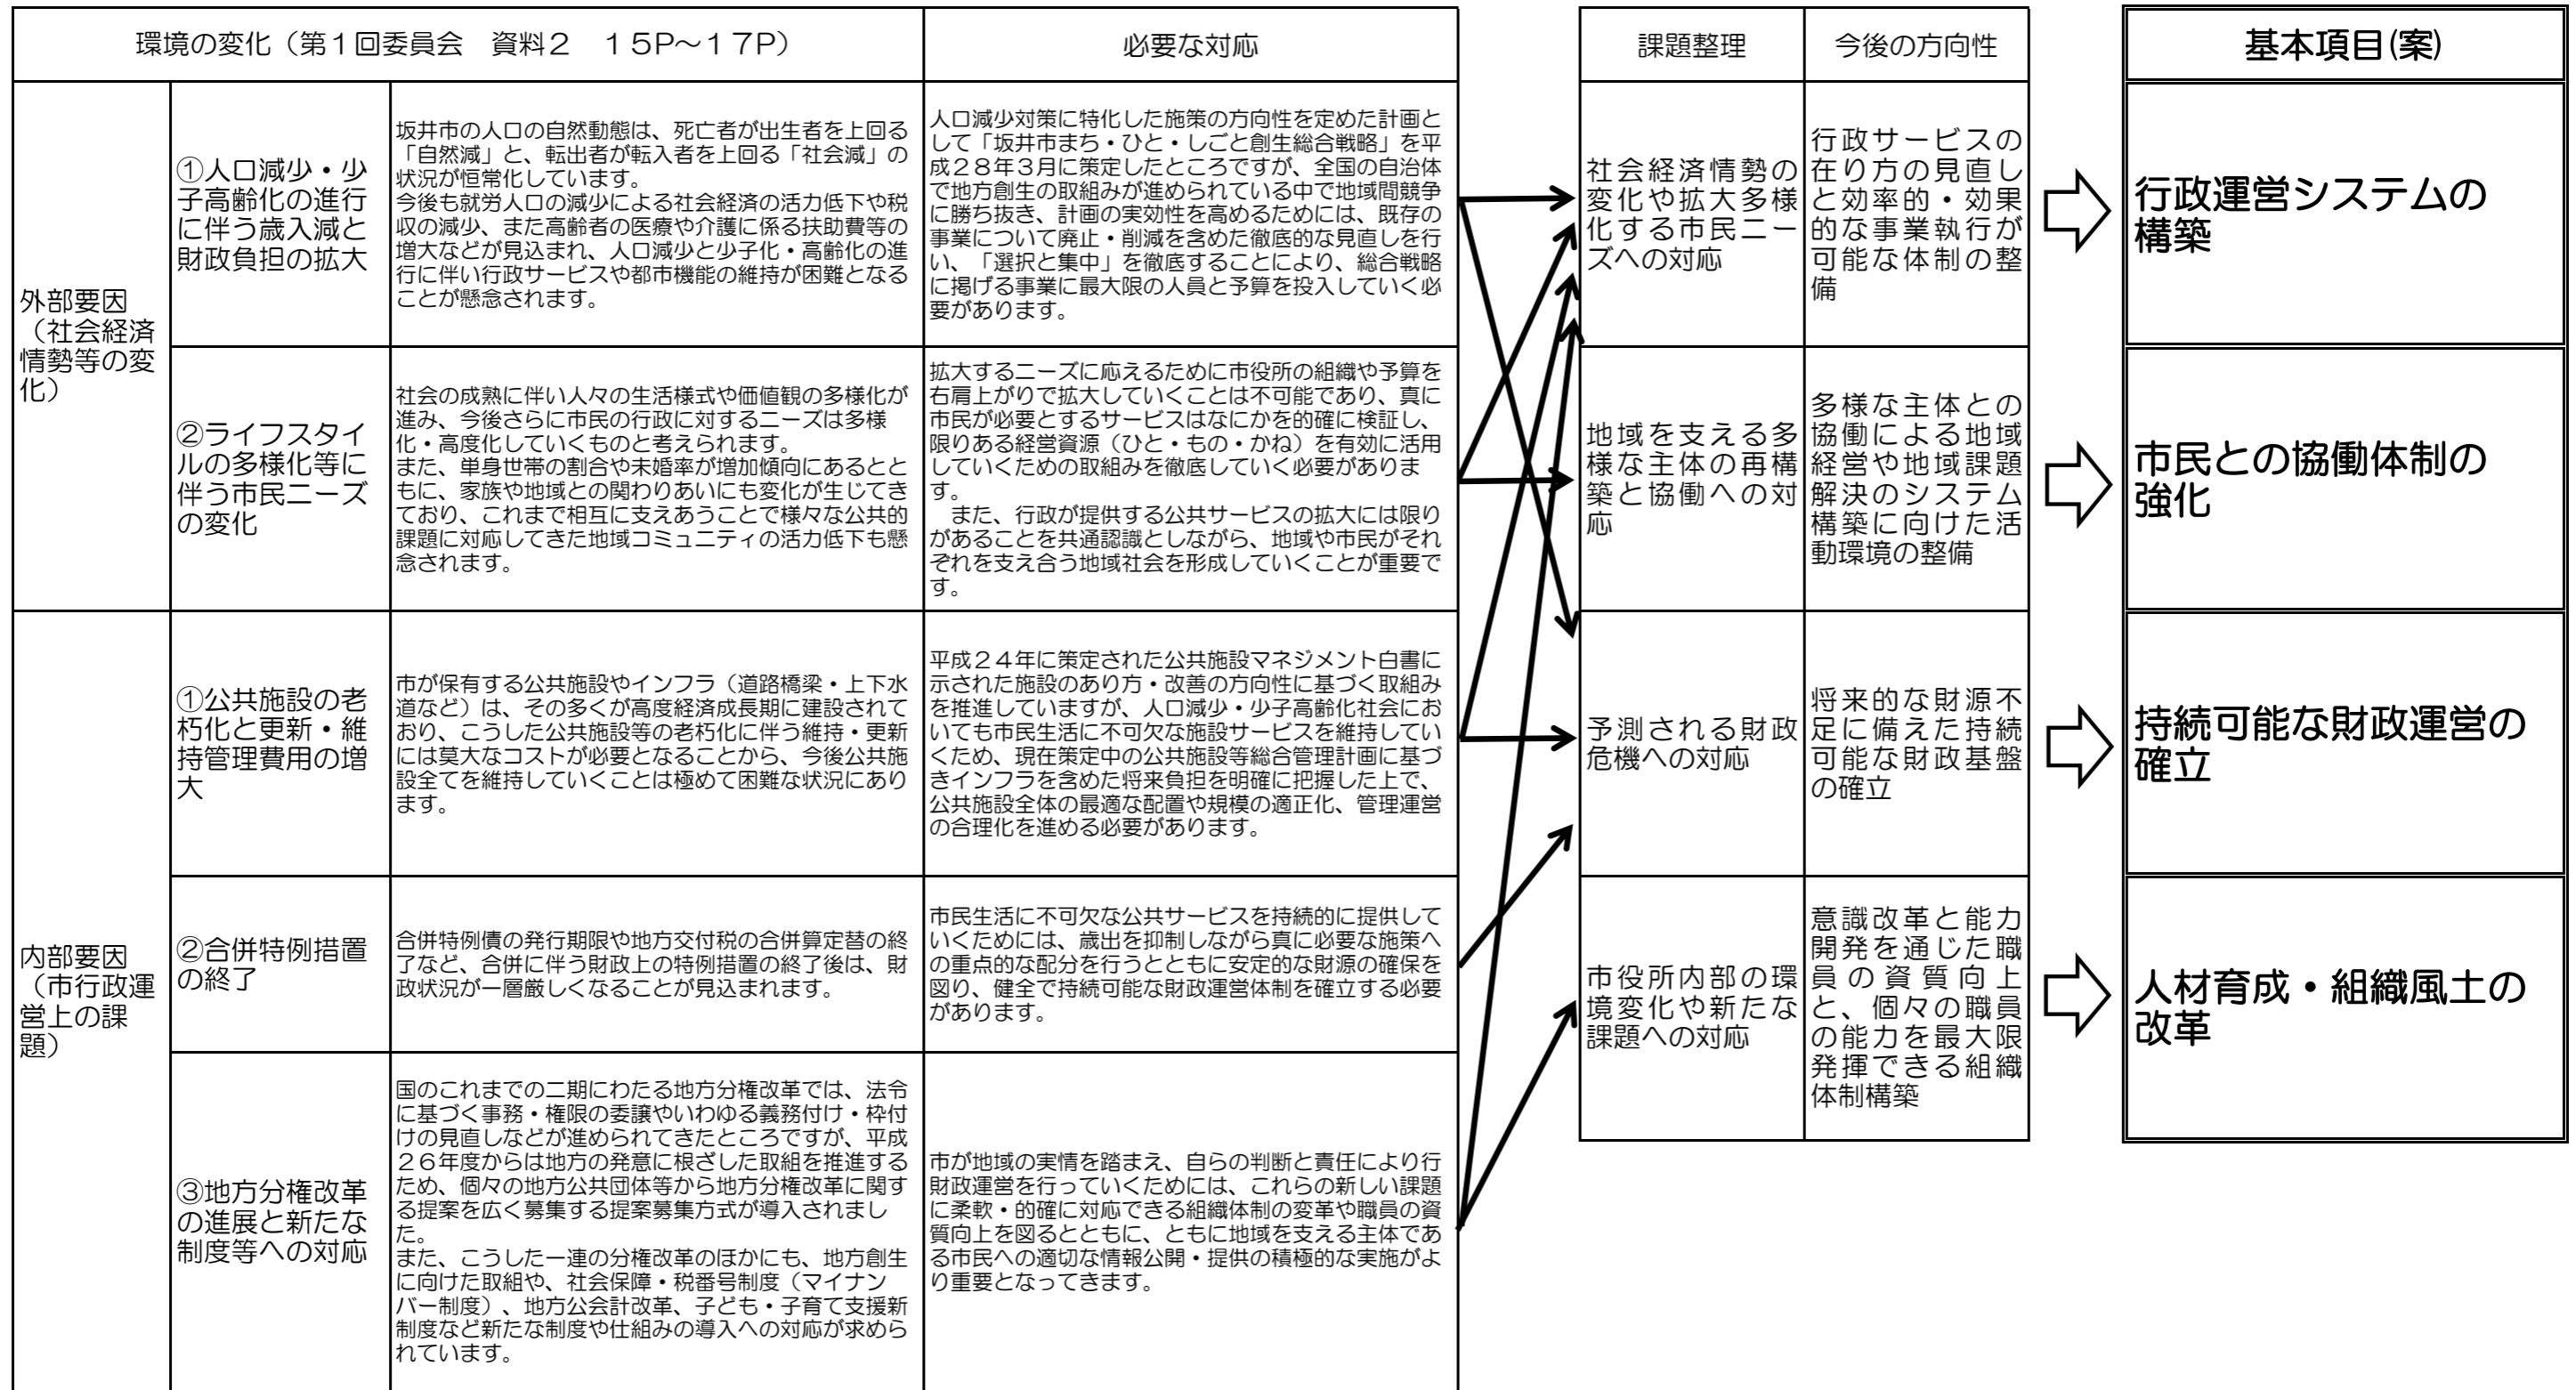 環境の変化（第１回委員会　資料２　１５P～１７P）
必要な対応
課題整理
今後の方向性
基本項目(案)
外部要因
（社会経済
情勢等の変
化）
①人口減少・少
子高齢化の進行
に伴う歳入減と
財政負担の拡大
坂井市の人口の自然動態は、死亡者が出生者を上回る
「自然減」と、転出者が転入者を上回る「社会減」の
状況が恒常化しています。
今後も就労人口の減少による社会経済の活力低下や税
収の減少、また高齢者の医療や介護に係る扶助費等の
増大などが見込まれ、人口減少と少子化・高齢化の進
行に伴い行政サービスや都市機能の維持が困難となる
ことが懸念されます。
人口減少対策に特化した施策の方向性を定めた計画と
して「坂井市まち・ひと・しごと創生総合戦略」を平
成２８年３月に策定したところですが、全国の自治体
で地方創生の取組みが進められている中で地域間競争
に勝ち抜き、計画の実効性を高めるためには、既存の
事業について廃止・削減を含めた徹底的な見直しを行
い、「選択と集中」を徹底することにより、総合戦略
に掲げる事業に最大限の人員と予算を投入していく必
要があります。
社会経済情勢の
変化や拡大多様
化する市民ニー
ズへの対応
行政サービスの
在り方の見直し
と効率的・効果
的な事業執行が
可能な体制の整
備
行政運営システムの
構築
②ライフスタイ
ルの多様化等に
伴う市民ニーズ
の変化
社会の成熟に伴い人々の生活様式や価値観の多様化が
進み、今後さらに市民の行政に対するニーズは多様
化・高度化していくものと考えられます。
また、単身世帯の割合や未婚率が増加傾向にあるとと
もに、家族や地域との関わりあいにも変化が生じてき
ており、これまで相互に支えあうことで様々な公共的
課題に対応してきた地域コミュニティの活力低下も懸
念されます。
拡大するニーズに応えるために市役所の組織や予算を
右肩上がりで拡大していくことは不可能であり、真に
市民が必要とするサービスはなにかを的確に検証し、
限りある経営資源（ひと・もの・かね）を有効に活用
していくための取組みを徹底していく必要がありま
す。
　また、行政が提供する公共サービスの拡大には限り
があることを共通認識としながら、地域や市民がそれ
ぞれを支え合う地域社会を形成していくことが重要で
す。
地域を支える多
様な主体の再構
築と協働への対
応
多様な主体との
協働による地域
経営や地域課題
解決のシステム
構築に向けた活
動環境の整備
市民との協働体制の
強化
内部要因
（市行政運
営上の課
題）
①公共施設の老
朽化と更新・維
持管理費用の増
大
市が保有する公共施設やインフラ（道路橋梁・上下水
道など）は、その多くが高度経済成長期に建設されて
おり、こうした公共施設等の老朽化に伴う維持・更新
には莫大なコストが必要となることから、今後公共施
設全てを維持していくことは極めて困難な状況にあり
ます。
平成２４年に策定された公共施設マネジメント白書に
示された施設のあり方・改善の方向性に基づく取組み
を推進していますが、人口減少・少子高齢化社会にお
いても市民生活に不可欠な施設サービスを維持してい
くため、現在策定中の公共施設等総合管理計画に基づ
きインフラを含めた将来負担を明確に把握した上で、
公共施設全体の最適な配置や規模の適正化、管理運営
の合理化を進める必要があります。
予測される財政
危機への対応
将来的な財源不
足に備えた持続
可能な財政基盤
の確立
持続可能な財政運営の
確立
②合併特例措置
の終了
合併特例債の発行期限や地方交付税の合併算定替の終
了など、合併に伴う財政上の特例措置の終了後は、財
政状況が一層厳しくなることが見込まれます。
市民生活に不可欠な公共サービスを持続的に提供して
いくためには、歳出を抑制しながら真に必要な施策へ
の重点的な配分を行うとともに安定的な財源の確保を
図り、健全で持続可能な財政運営体制を確立する必要
があります。
市役所内部の環
境変化や新たな
課題への対応
意識改革と能力
開発を通じた職
員の資質向上
と、個々の職員
の能力を最大限
発揮できる組織
体制構築
人材育成・組織風土の
改革
③地方分権改革
の進展と新たな
制度等への対応
国のこれまでの二期にわたる地方分権改革では、法令
に基づく事務・権限の委譲やいわゆる義務付け・枠付
けの見直しなどが進められてきたところですが、平成
２６年度からは地方の発意に根ざした取組を推進する
ため、個々の地方公共団体等から地方分権改革に関す
る提案を広く募集する提案募集方式が導入されまし
た。
また、こうした一連の分権改革のほかにも、地方創生
に向けた取組や、社会保障・税番号制度（マイナン
バー制度）、地方公会計改革、子ども・子育て支援新
制度など新たな制度や仕組みの導入への対応が求めら
れています。
市が地域の実情を踏まえ、自らの判断と責任により行
財政運営を行っていくためには、これらの新しい課題
に柔軟・的確に対応できる組織体制の変革や職員の資
質向上を図るとともに、ともに地域を支える主体であ
る市民への適切な情報公開・提供の積極的な実施がよ
り重要となってきます。